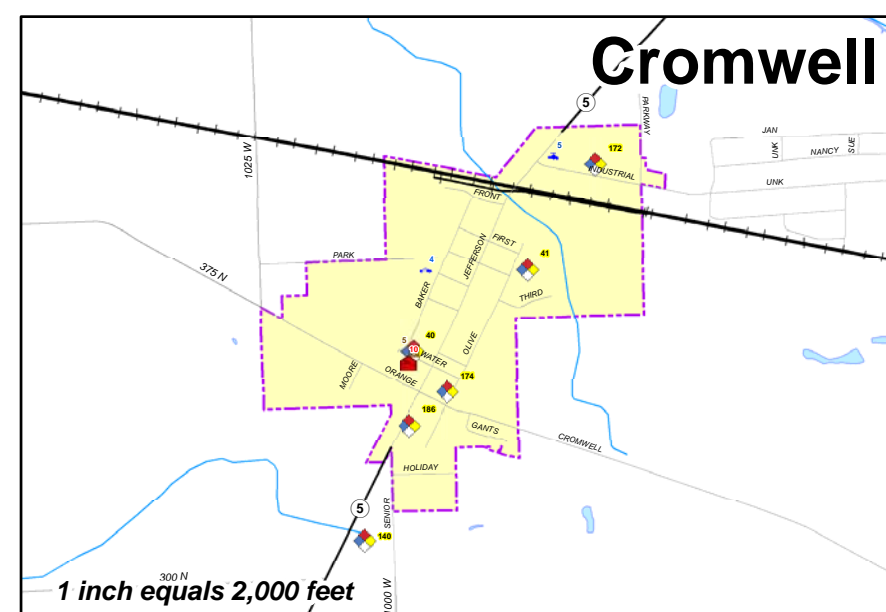 Cromwell
5
PARKWAY
JAN
UNK
NANCY
SUE
5
172
INDUSTRIAL
UNK
1025 W
FRONT
FIRST
JEFFERSON
41
PARK
4
375 N
BAKER
THIRD
5
40
10
WATER
OLIVE
MOORE
ORANGE
174
186
GANTS
CROMWELL
HOLIDAY
5
SENIOR
140
300 N
1 inch equals 2,000 feet
000 W